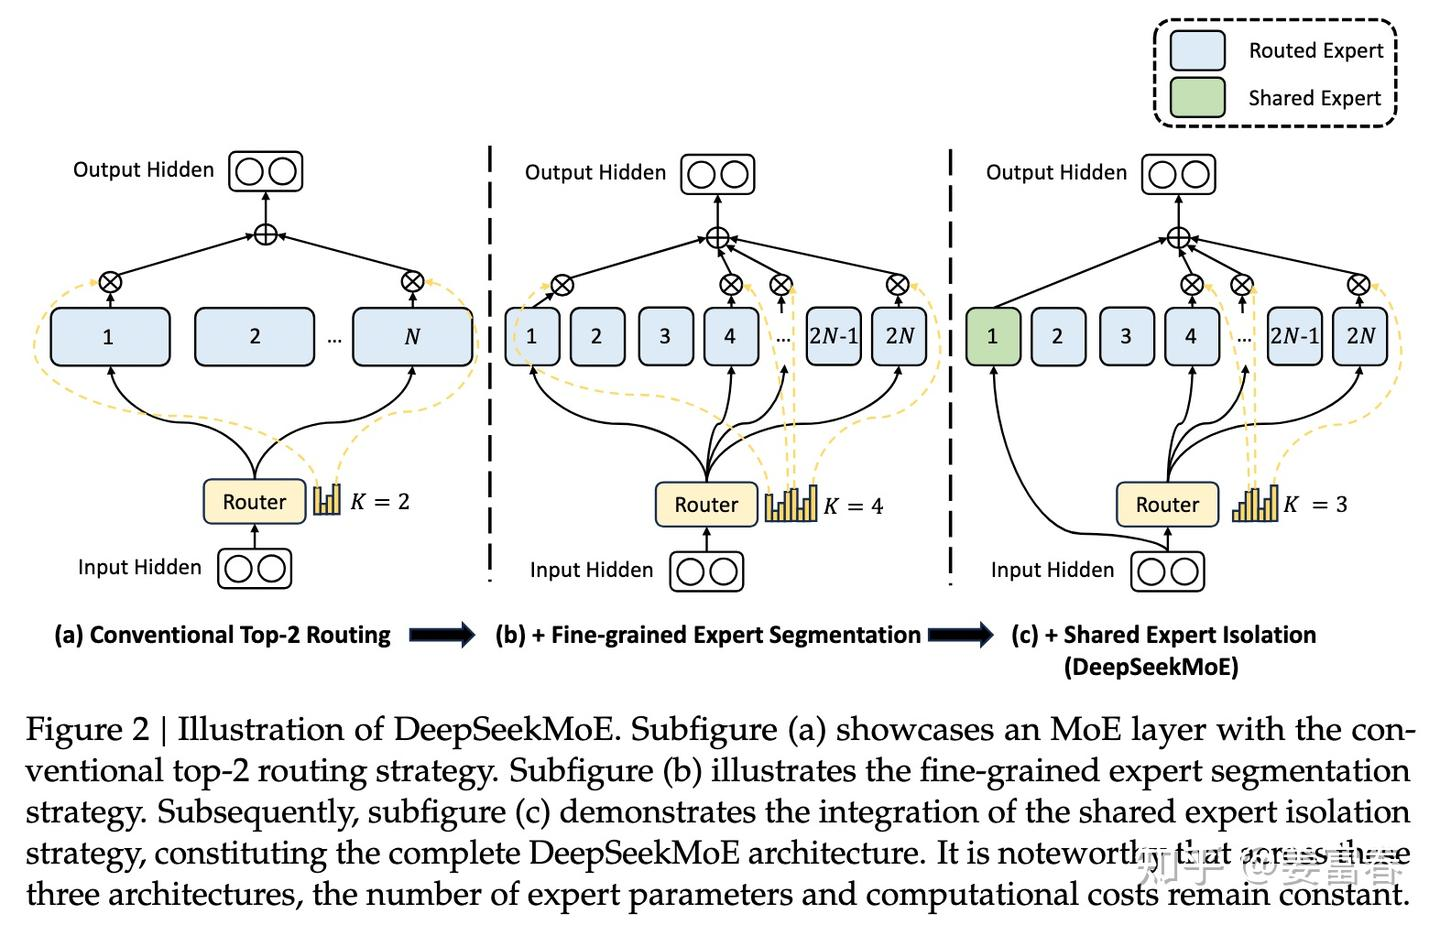 Routed Expert
Shared Expert
Output Hidden
Output Hidden
Output Hidden
1
2
...
N
1
2
3
4
...
2N-1
2N
1
2
3
4
...
2N-1
2N
Router
K = 2
Router
K = 4
Router
K = 3
Input Hidden
Input Hidden
Input Hidden
(a) Conventional Top-2 Routing
(b) + Fine-grained Expert Segmentation
(c) + Shared Expert Isolation
(DeepSeekMoE)
Figure 2 | Illustration of DeepSeekMoE. Subfigure (a) showcases an MoE layer with the con-
ventional top-2 routing strategy. Subfigure (b) illustrates the fine-grained expert segmentation
strategy. Subsequently, subfigure (c) demonstrates the integration of the shared expert isolation
strategy, constituting the complete DeepSeekMoE architecture. It is noteworthy that across these
three architectures, the number of expert parameters and computational costs remain constant.
知乎 @姜富春